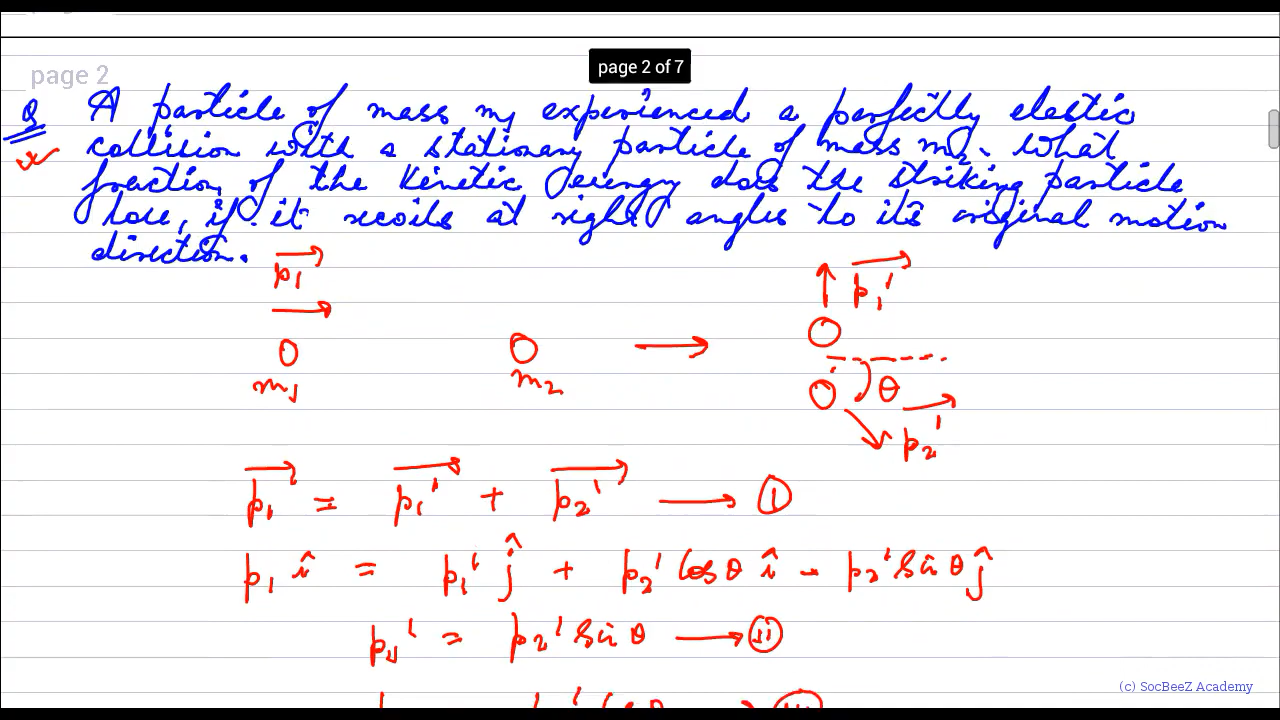 page 2
page 2 of 7
Q A particle of mass m₁ experienced a perfectly elastic
collision with a stationary particle of mass m₂. What
fraction of the kinetic energy does the striking particle
lose, if it recoils at right angles to its original motion
direction.
p₁
p₁'
m₁ m₂
θ
p₂'
p₁ = p₁' + p₂' ⟶ ①
p₁ î = p₁' ĵ + p₂' Cos θ î - p₂' Sin θ ĵ
p₁' = p₂' Sin θ ⟶ ⓘⓘ
(c) SocBeeZ Academy